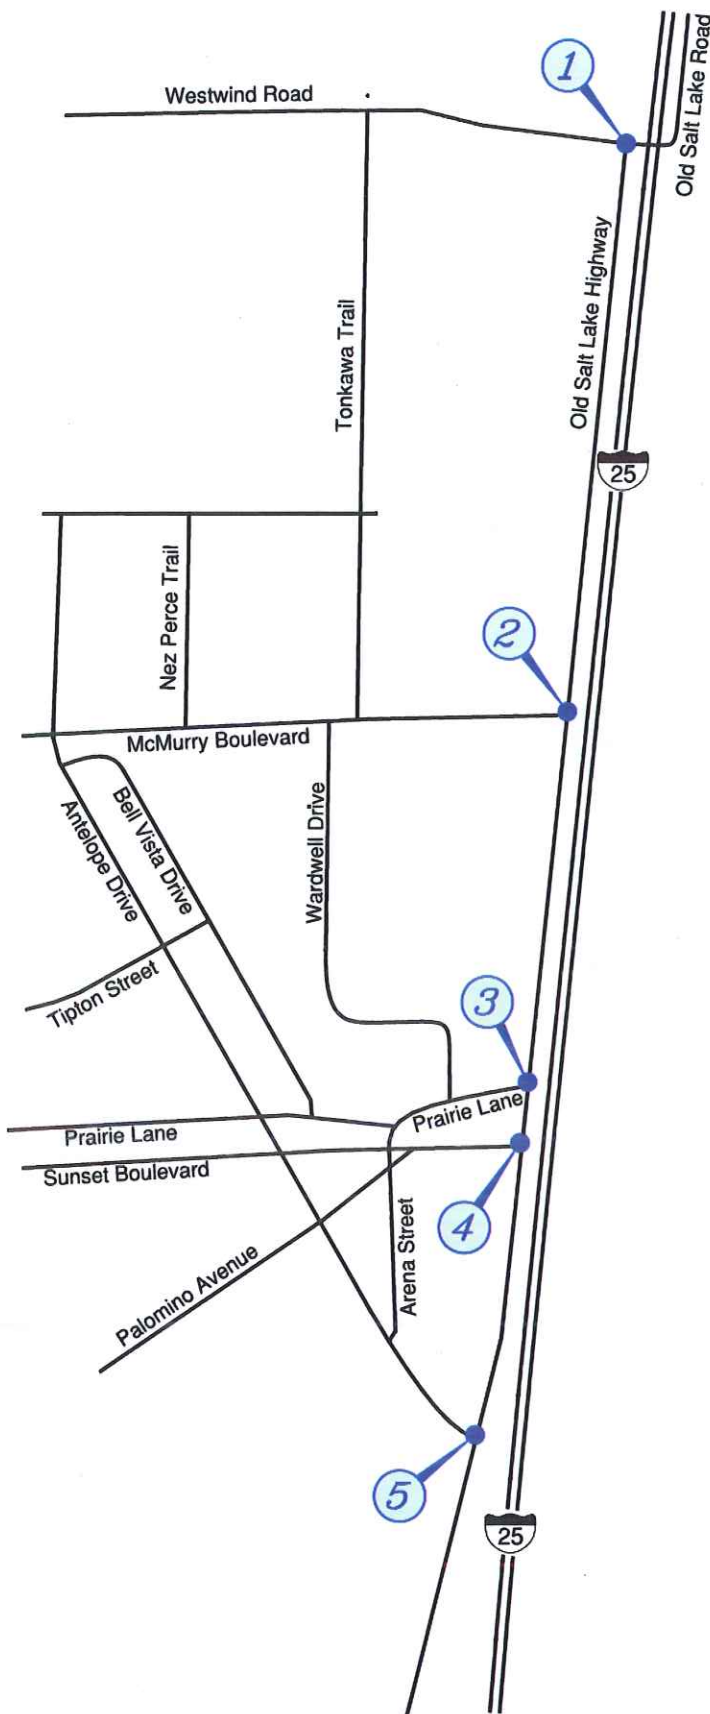 1
Old Salt Lake Road
Westwind Road
Old Salt Lake Highway
Tonkawa Trail
25
Nez Perce Trail
2
McMurry Boulevard
Bell Vista Drive
Antelope Drive
Wardwell Drive
Tipton Street
3
Prairie Lane
Prairie Lane
Sunset Boulevard
4
Arena Street
Palomino Avenue
5
25